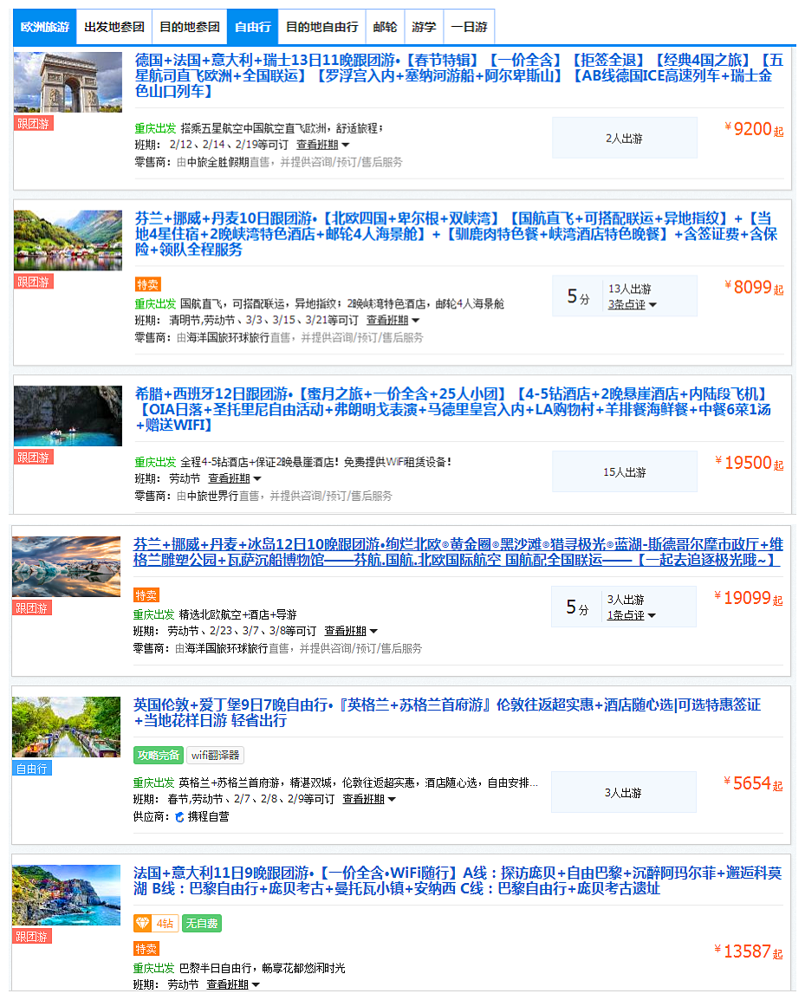 欧洲旅游 出发地参团 目的地参团 自由行 目的地自由行 邮轮 游学 一日游
德国+法国+意大利+瑞士13日11晚跟团游•【春节特辑】【一价全含】【拒签全退】【经典4国之旅】【五
星航司直飞欧洲+全国联运】【罗浮宫入内+塞纳河游船+阿尔卑斯山】【AB线德国ICE高速列车+瑞士金
色山口列车】
跟团游
重庆出发 搭乘五星航空中国航空直飞欧洲，舒适旅程；
班期： 2/12、2/14、2/19等可订 查看班期
零售商：由中旅全胜假期直售，并提供咨询/预订/售后服务
2人出游
¥9200起
芬兰+挪威+丹麦10日跟团游•【北欧四国+卑尔根+双峡湾】【国航直飞+可搭配联运+异地指纹】+【当
地4星住宿+2晚峡湾特色酒店+邮轮4人海景舱】+【驯鹿肉特色餐+峡湾酒店特色晚餐】+含签证费+含保
险+领队全程服务
跟团游
特卖
重庆出发 国航直飞，可搭配联运，异地指纹；2晚峡湾特色酒店，邮轮4人海景舱
班期： 清明节,劳动节、3/3、3/15、3/21等可订 查看班期
零售商：由海洋国旅环球旅行直售，并提供咨询/预订/售后服务
5分
13人出游
3条点评
¥8099起
希腊+西班牙12日跟团游•【蜜月之旅+一价全含+25人小团】【4-5钻酒店+2晚悬崖酒店+内陆段飞机】
【OIA日落+圣托里尼自由活动+弗朗明戈表演+马德里皇宫入内+LA购物村+羊排餐海鲜餐+中餐6菜1汤
+赠送WIFI】
跟团游
重庆出发 全程4-5钻酒店+保证2晚悬崖酒店！免费提供WiFi租赁设备！
班期： 劳动节 查看班期
零售商：由中旅世界行直售，并提供咨询/预订/售后服务
15人出游
¥19500起
芬兰+挪威+丹麦+冰岛12日10晚跟团游•绚烂北欧⊙黄金圈⊙黑沙滩⊙猎寻极光⊙蓝湖-斯德哥尔摩市政厅+维
格兰雕塑公园+瓦萨沉船博物馆——芬航.国航.北欧国际航空 国航配全国联运——【一起去追逐极光哦~】
跟团游
特卖
重庆出发 精选北欧航空+酒店+导游
班期： 劳动节、2/23、3/7、3/8等可订 查看班期
零售商：由海洋国旅环球旅行直售，并提供咨询/预订/售后服务
5分
3人出游
1条点评
¥19099起
英国伦敦+爱丁堡9日7晚自由行•『英格兰+苏格兰首府游』伦敦往返超实惠+酒店随心选|可选特惠签证
+当地花样日游 轻省出行
自由行
攻略完备 wifi翻译器
重庆出发 英格兰+苏格兰首府游，精湛双城，伦敦往返超实惠，酒店随心选，自由安排...
班期： 春节,劳动节、2/7、2/8、2/9等可订 查看班期
供应商： 携程自营
3人出游
¥5654起
法国+意大利11日9晚跟团游•【一价全含•WiFi随行】A线：探访庞贝+自由巴黎+沉醉阿玛尔菲+邂逅科莫
湖 B线：巴黎自由行+庞贝考古+曼托瓦小镇+安纳西 C线：巴黎自由行+庞贝考古遗址
跟团游
4钻 无自费
特卖
重庆出发 巴黎半日自由行，畅享花都悠闲时光
班期： 劳动节 查看班期
¥13587起